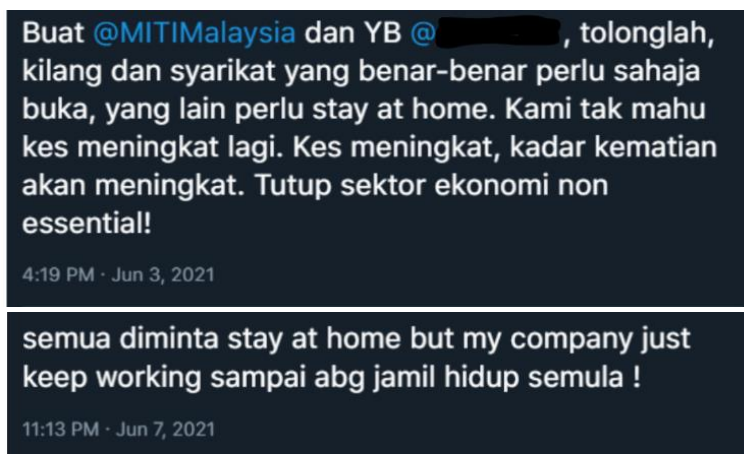 Buat @MITIMalaysia dan YB @ , tolonglah,
kilang dan syarikat yang benar-benar perlu sahaja
buka, yang lain perlu stay at home. Kami tak mahu
kes meningkat lagi. Kes meningkat, kadar kematian
akan meningkat. Tutup sektor ekonomi non
essential!
4:19 PM · Jun 3, 2021
semua diminta stay at home but my company just
keep working sampai abg jamil hidup semula !
11:13 PM · Jun 7, 2021